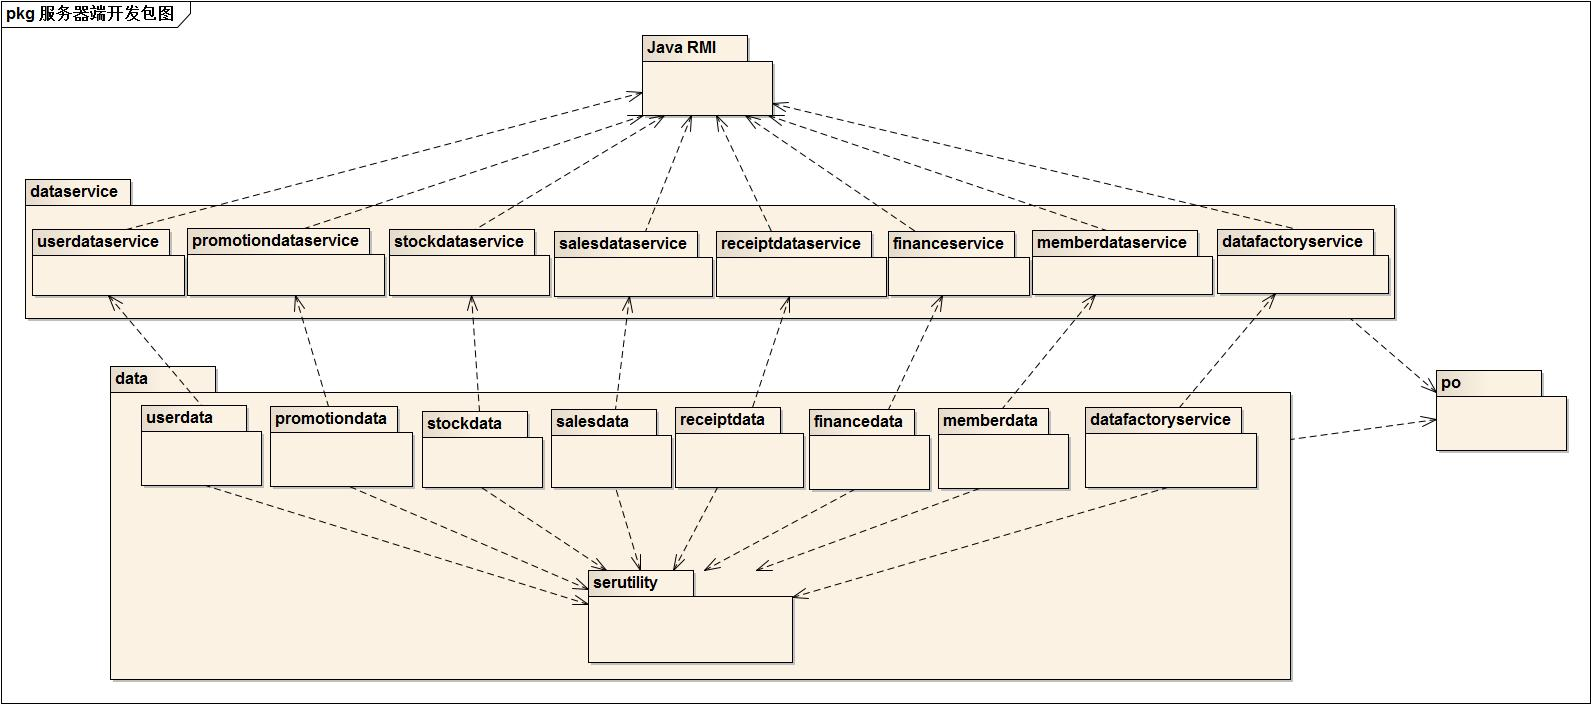 pkg 服务器端开发包图
Java RMI
dataservice
userdataservice
promotiondataservice
stockdataservice
salesdataservice
receiptdataservice
financeservice
memberdataservice
datafactoryservice
data
po
userdata
promotiondata
stockdata
salesdata
receiptdata
financedata
memberdata
datafactoryservice
serutility